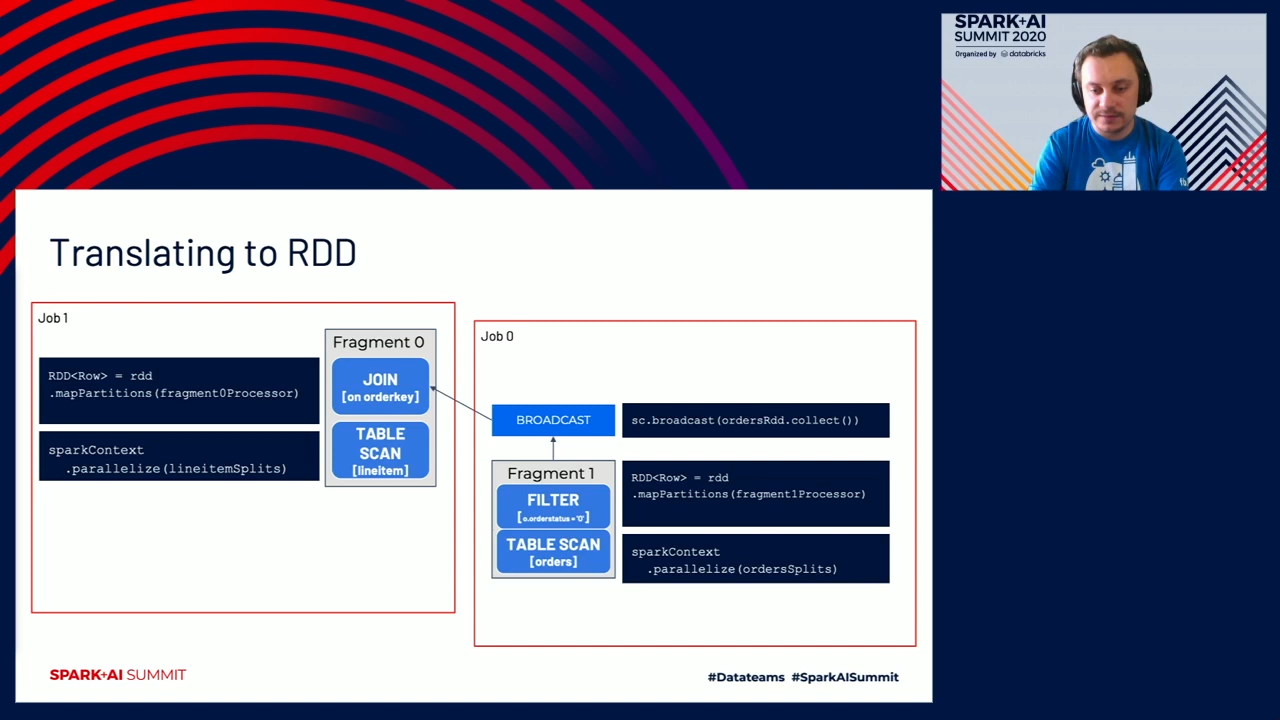 SPARK+AI
SUMMIT 2020
Organized by databricks
Translating to RDD
Job 1
Fragment 0
JOIN
[on orderkey]
TABLE
SCAN
[lineitem]
RDD<Row> = rdd
.mapPartitions(fragment0Processor)
sparkContext
.parallelize(lineitemSplits)
Job 0
BROADCAST
sc.broadcast(ordersRdd.collect())
Fragment 1
FILTER
[o.orderstatus = 'O']
TABLE SCAN
[orders]
RDD<Row> = rdd
.mapPartitions(fragment1Processor)
sparkContext
.parallelize(ordersSplits)
SPARK+AI SUMMIT
#Datateams #SparkAISummit